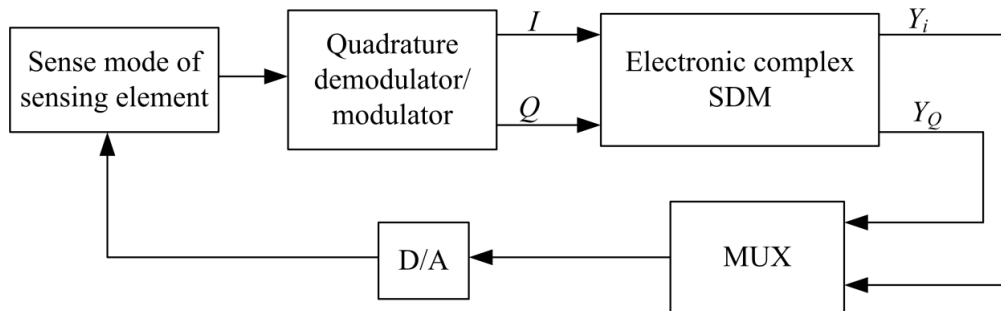 Sense mode of
sensing element
Quadrature
demodulator/
modulator
I
Q
Electronic complex
SDM
Y_i
Y_Q
MUX
D/A